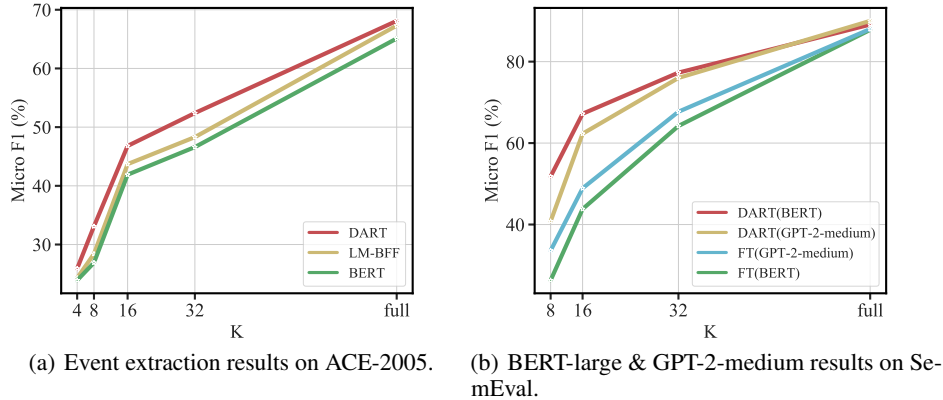 70
60
50
40
30
Micro F1 (%)
DART
LM-BFF
BERT
4 8 16 32 full
K
(a) Event extraction results on ACE-2005.
80
60
40
Micro F1 (%)
DART(BERT)
DART(GPT-2-medium)
FT(GPT-2-medium)
FT(BERT)
8 16 32 full
K
(b) BERT-large & GPT-2-medium results on Se-
mEval.